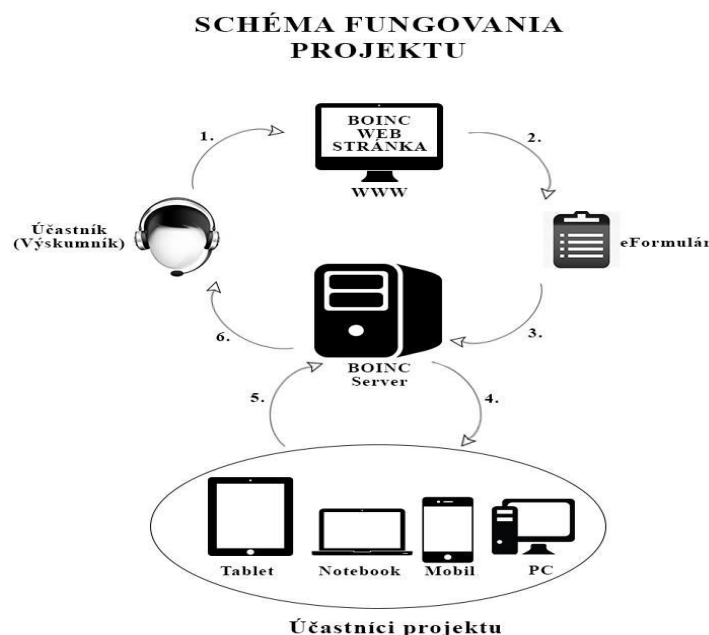 SCHÉMA FUNGOVANIA
PROJEKTU
1.
BOINC
WEB
STRÁNKA
WWW
2.
Účastník
(Výskumník)
eFormulár
6.
BOINC
Server
3.
5.
4.
Tablet
Notebook
Mobil
PC
Účastníci projektu